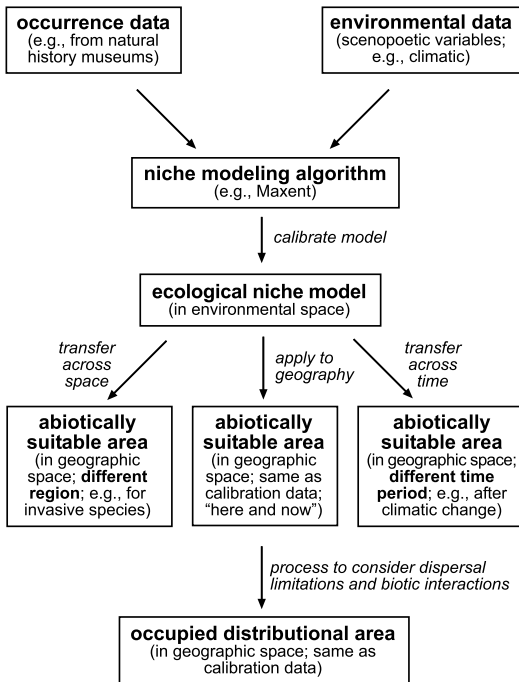 occurrence data
(e.g., from natural
history museums)
environmental data
(scenopoetic variables;
e.g., climatic)
niche modeling algorithm
(e.g., Maxent)
calibrate model
ecological niche model
(in environmental space)
transfer
across
space
apply to
geography
transfer
across
time
abiotically
suitable area
(in geographic
space; different
region; e.g., for
invasive species)
abiotically
suitable area
(in geographic
space; same as
calibration data;
“here and now”)
abiotically
suitable area
(in geographic space;
different time
period; e.g., after
climatic change)
process to consider dispersal
limitations and biotic interactions
occupied distributional area
(in geographic space; same as
calibration data)